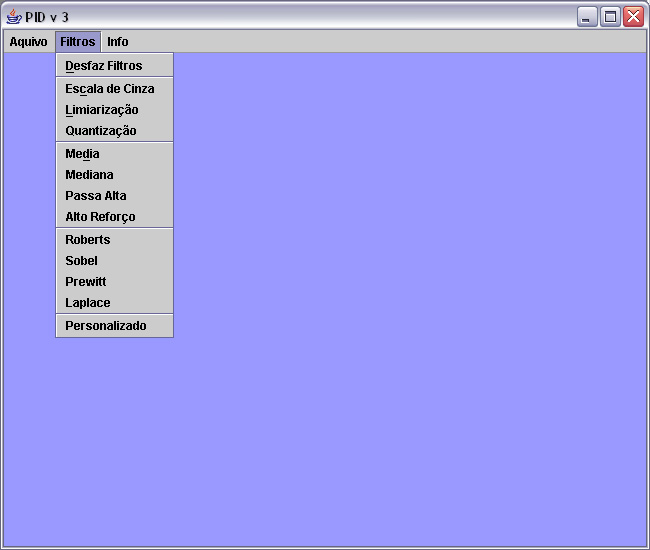 PID v 3
Aquivo Filtros Info
Desfaz Filtros
Escala de Cinza
Limiarização
Quantização
Media
Mediana
Passa Alta
Alto Reforço
Roberts
Sobel
Prewitt
Laplace
Personalizado